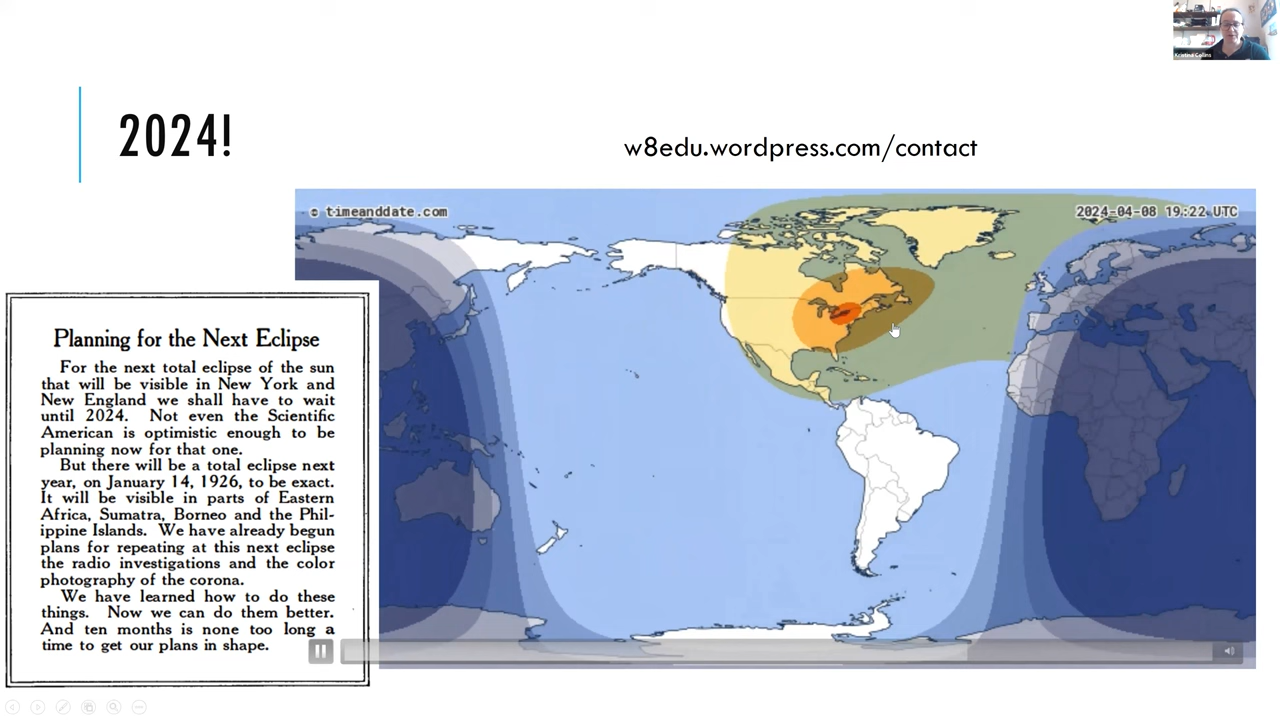 Kristina Collins
2024!
w8edu.wordpress.com/contact
© timeanddate.com
2024-04-08 19:22 UTC
Planning for the Next Eclipse
For the next total eclipse of the sun
that will be visible in New York and
New England we shall have to wait
until 2024. Not even the Scientific
American is optimistic enough to be
planning now for that one.
But there will be a total eclipse next
year, on January 14, 1926, to be exact.
It will be visible in parts of Eastern
Africa, Sumatra, Borneo and the Phil-
ippine Islands. We have already begun
plans for repeating at this next eclipse
the radio investigations and the color
photography of the corona.
We have learned how to do these
things. Now we can do them better.
And ten months is none too long a
time to get our plans in shape.